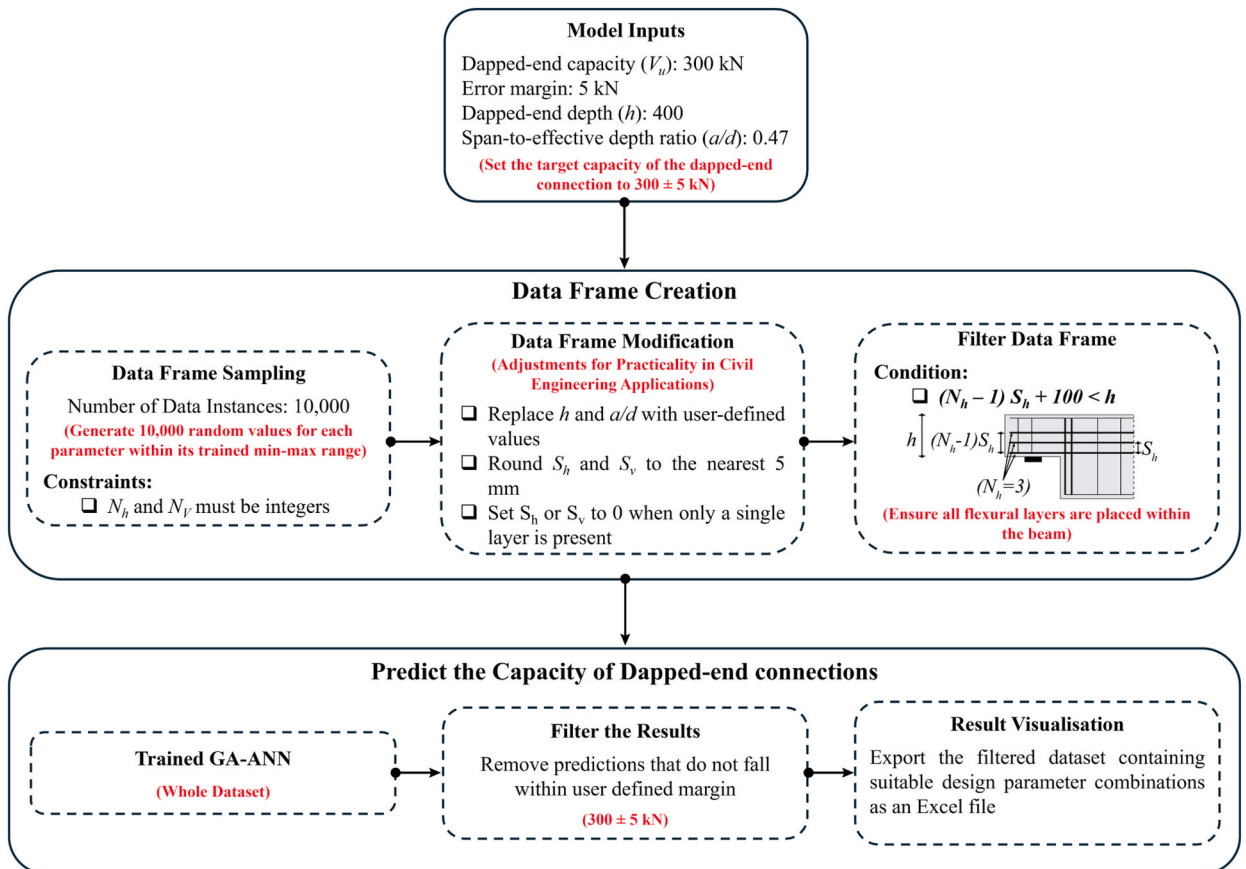 Model Inputs
Dapped-end capacity (Vu): 300 kN
Error margin: 5 kN
Dapped-end depth (h): 400
Span-to-effective depth ratio (a/d): 0.47
(Set the target capacity of the dapped-end
connection to 300 ± 5 kN)
Data Frame Creation
Data Frame Sampling
Number of Data Instances: 10,000
(Generate 10,000 random values for each
parameter within its trained min-max range)
Constraints:
❑ Nh and NV must be integers
Data Frame Modification
(Adjustments for Practicality in Civil
Engineering Applications)
❑ Replace h and a/d with user-defined
values
❑ Round Sh and Sv to the nearest 5
mm
❑ Set Sh or Sv to 0 when only a single
layer is present
Filter Data Frame
Condition:
❑ (Nh – 1) Sh + 100 < h
h (Nh-1)Sh Sh
(Nh=3)
(Ensure all flexural layers are placed within
the beam)
Predict the Capacity of Dapped-end connections
Trained GA-ANN
(Whole Dataset)
Filter the Results
Remove predictions that do not fall
within user defined margin
(300 ± 5 kN)
Result Visualisation
Export the filtered dataset containing
suitable design parameter combinations
as an Excel file